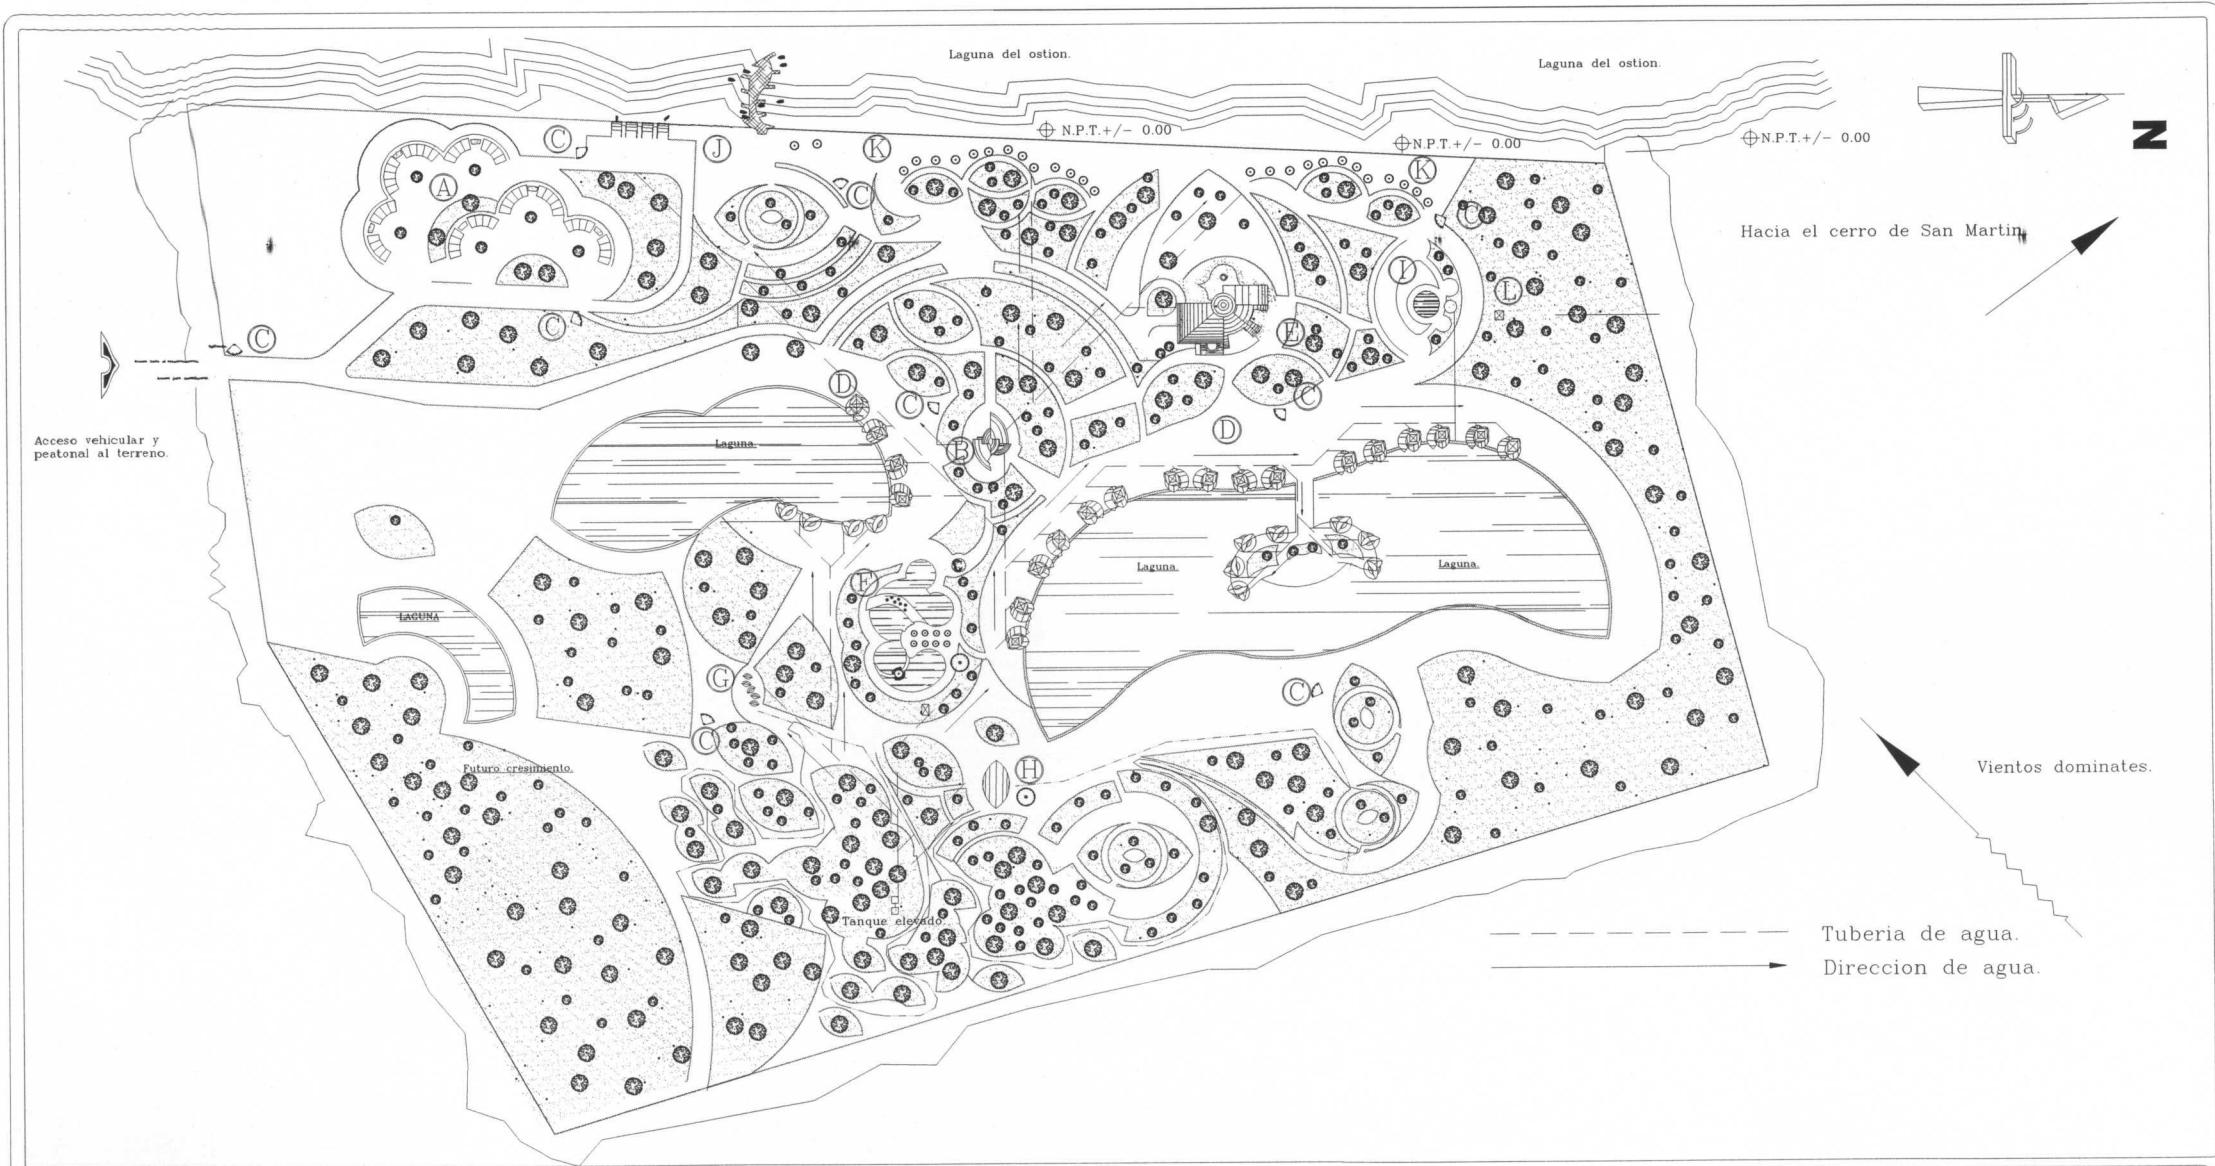 Laguna del ostion.
Laguna del ostion.
N.P.T.+/- 0.00
N.P.T.+/- 0.00
N.P.T.+/- 0.00
N
C
J
K
K
A
C
C
Hacia el cerro de San Martin
I
L
C
C
E
D
C
C
D
Acceso vehicular y
peatonal al terreno.
Laguna.
B
Laguna.
Laguna.
F
LAGUNA
G
C
C
H
Futuro cresimiento.
Vientos dominates.
Tanque elevado.
Tuberia de agua.
Direccion de agua.